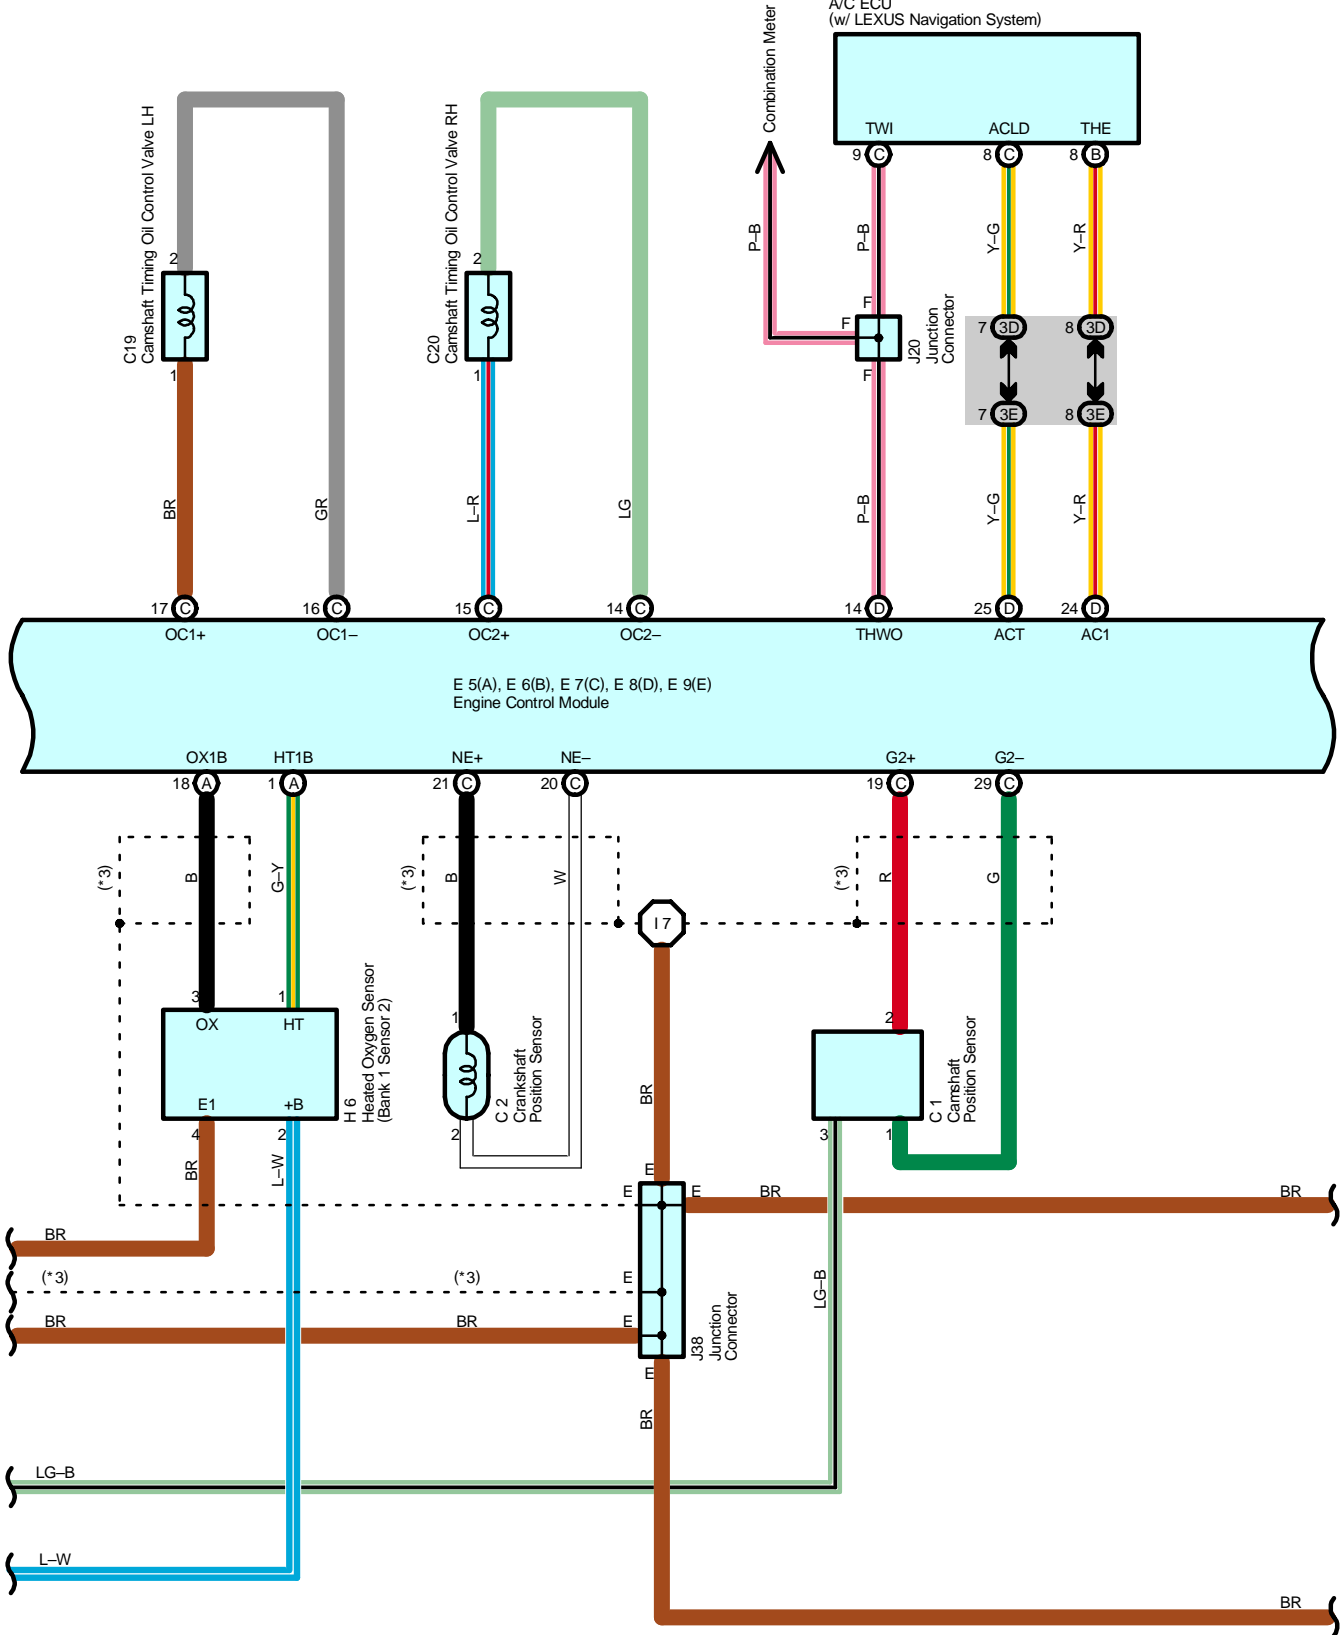 A/C ECU
(w/ LEXUS Navigation System)
Combination Meter
TWI ACLD THE
9 C 8 C 8 B
C19
Camshaft Timing Oil Control Valve LH
C20
Camshaft Timing Oil Control Valve RH
P–B P–B Y–G Y–R
2 2
F
F
J20
Junction
Connector
7 3D 8 3D
1 1 F
7 3E 8 3E
BR GR L–R LG P–B Y–G Y–R
17 C 16 C 15 C 14 C 14 D 25 D 24 D
OC1+ OC1– OC2+ OC2– THWO ACT AC1
E 5(A), E 6(B), E 7(C), E 8(D), E 9(E)
Engine Control Module
OX1B HT1B NE+ NE– G2+ G2–
18 A 1 A 21 C 20 C 19 C 29 C
(*3) B G–Y (*3) B W (*3) R G
I 7
3 1
OX HT
1 2
H 6
Heated Oxygen Sensor
(Bank 1 Sensor 2)
C 2
Crankshaft
Position Sensor
C 1
Camshaft
Position Sensor
BR
E1 +B
4 2 2 3 1
BR L–W
E
E E BR BR
BR
(*3) (*3) E
LG–B
BR BR E
J38
Junction
Connector
E
BR
LG–B
L–W
BR